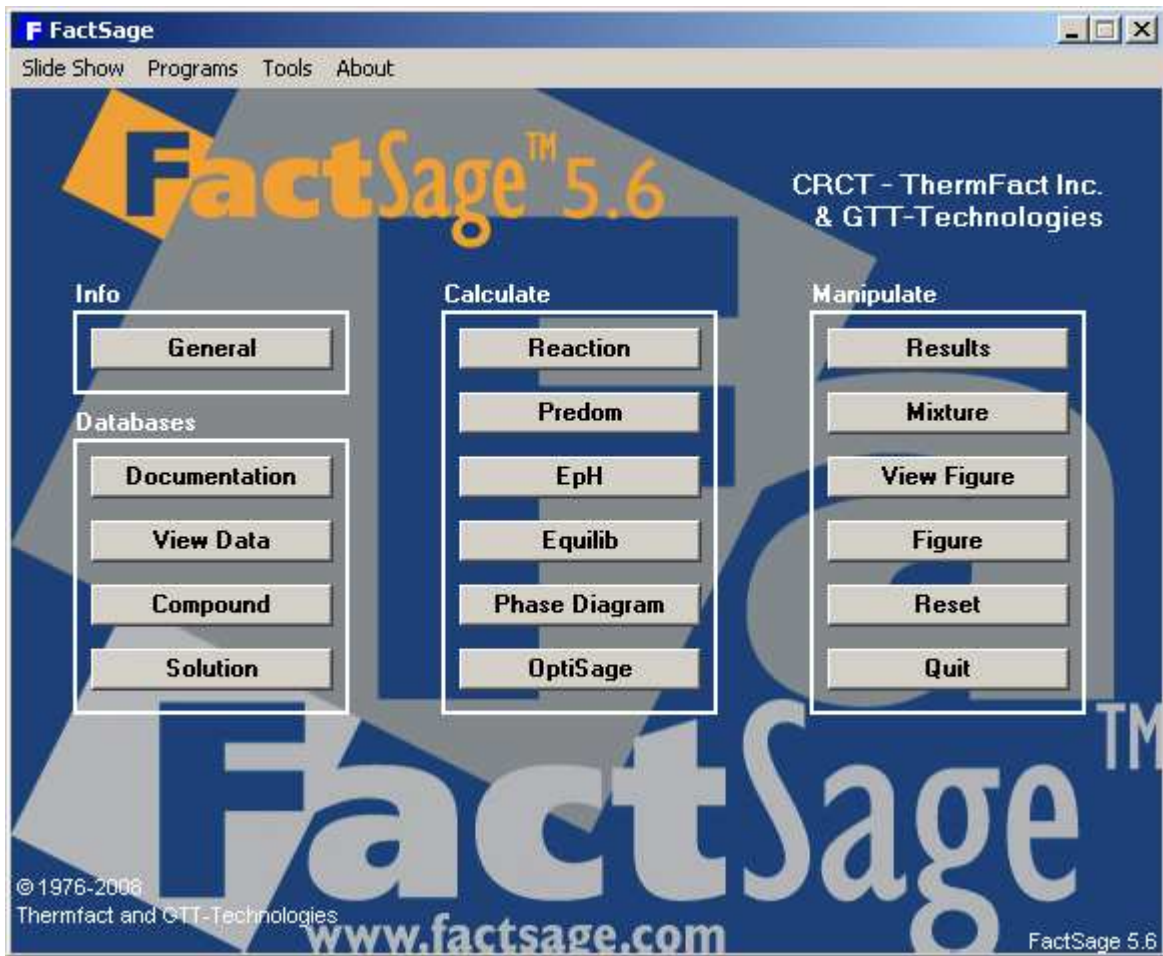 FactSage
Slide Show Programs Tools About
FactSage™ 5.6
CRCT - ThermFact Inc.
& GTT-Technologies
Info
General
Databases
Documentation
View Data
Compound
Solution
Calculate
Reaction
Predom
EpH
Equilib
Phase Diagram
OptiSage
Manipulate
Results
Mixture
View Figure
Figure
Reset
Quit
Fa
FactSage™
© 1976-2008
Thermfact and GTT-Technologies
www.factsage.com
FactSage 5.6